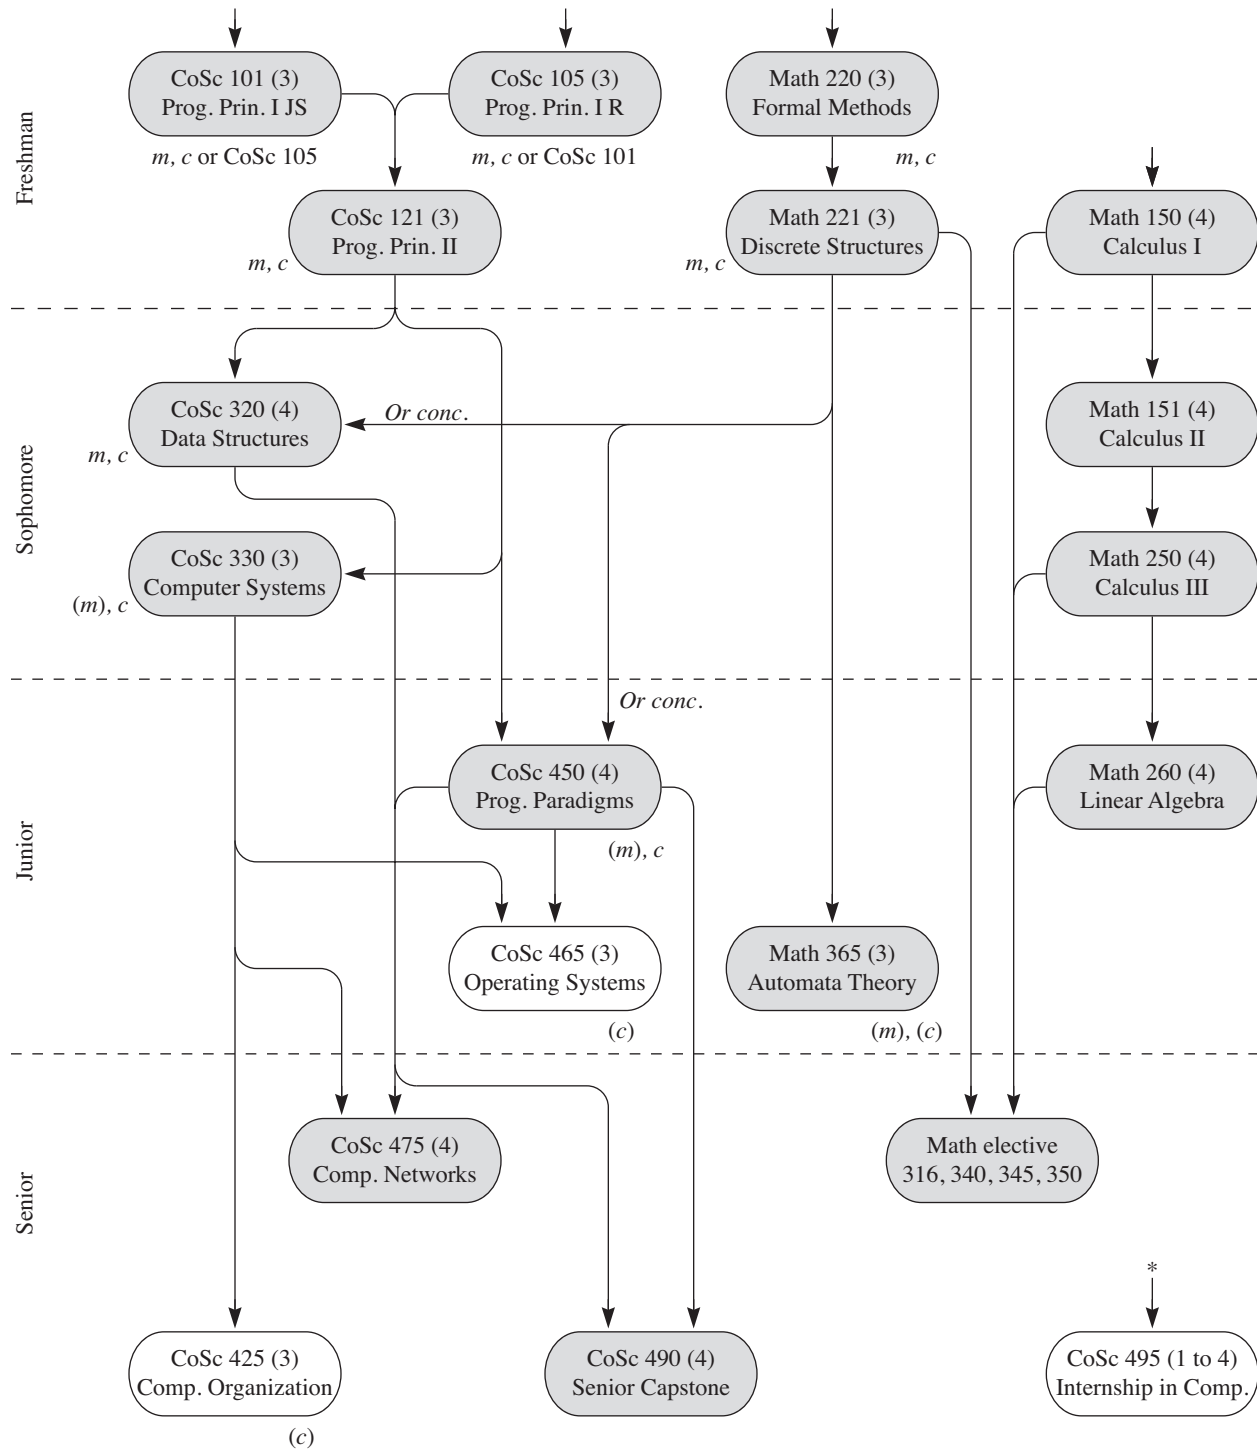 Freshman
CoSc 101 (3)
Prog. Prin. I JS
m, c or CoSc 105
CoSc 105 (3)
Prog. Prin. I R
m, c or CoSc 101
Math 220 (3)
Formal Methods
m, c
CoSc 121 (3)
Prog. Prin. II
m, c
Math 221 (3)
Discrete Structures
m, c
Math 150 (4)
Calculus I
Sophomore
CoSc 320 (4)
Data Structures
m, c
Or conc.
Math 151 (4)
Calculus II
CoSc 330 (3)
Computer Systems
(m), c
Math 250 (4)
Calculus III
Junior
Or conc.
CoSc 450 (4)
Prog. Paradigms
(m), c
Math 260 (4)
Linear Algebra
CoSc 465 (3)
Operating Systems
(c)
Math 365 (3)
Automata Theory
(m), (c)
Senior
CoSc 475 (4)
Comp. Networks
Math elective
316, 340, 345, 350
CoSc 425 (3)
Comp. Organization
(c)
CoSc 490 (4)
Senior Capstone
*
CoSc 495 (1 to 4)
Internship in Comp.